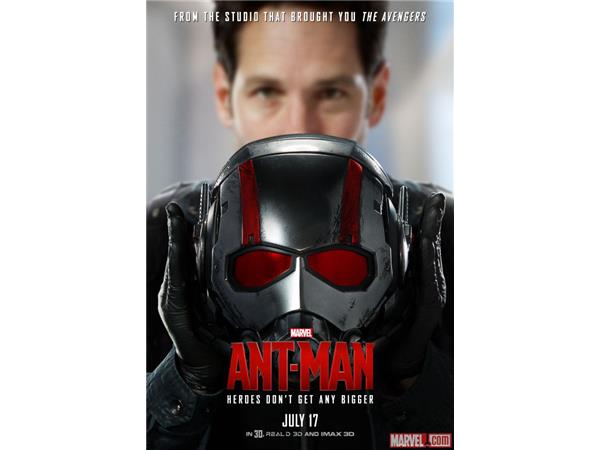 FROM THE STUDIO THAT BROUGHT YOU THE AVENGERS
MARVEL
ANT-MAN
HEROES DON'T GET ANY BIGGER
JULY 17
IN 3D, REAL D 3D AND IMAX 3D
MARVEL.com